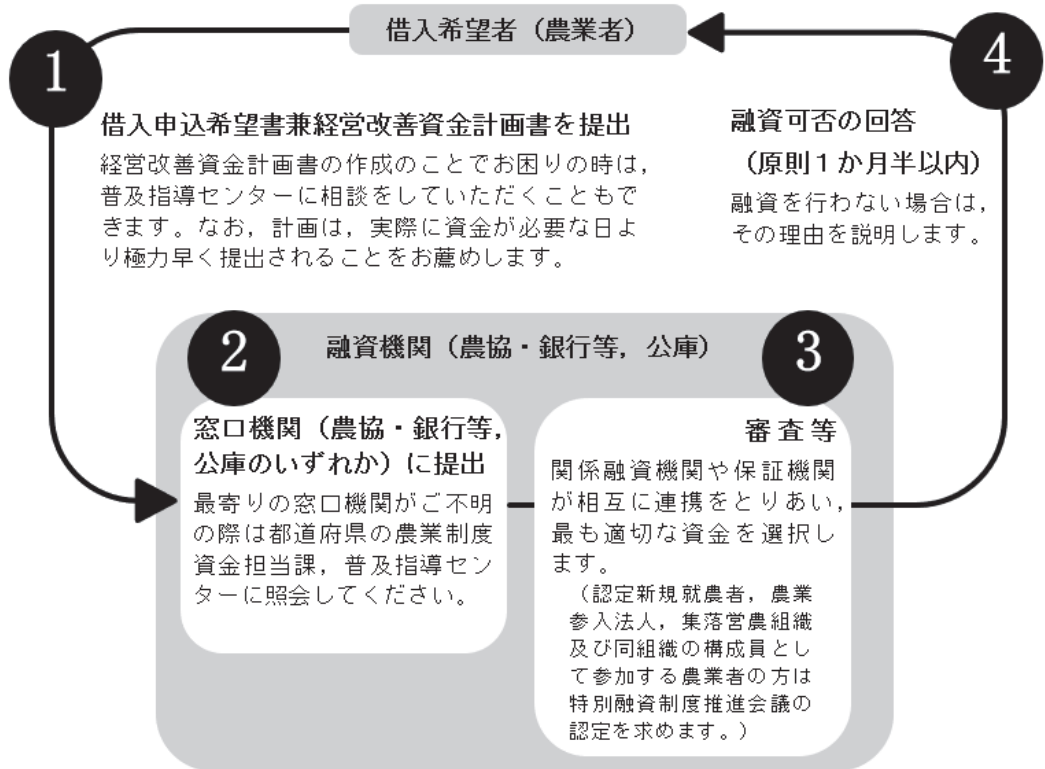 借入希望者（農業者）
1
4
借入申込希望書兼経営改善資金計画書を提出
経営改善資金計画書の作成のことでお困りの時は，
普及指導センターに相談をしていただくこともで
きます。なお，計画は，実際に資金が必要な日よ
り極力早く提出されることをお薦めします。
融資可否の回答
（原則１か月半以内）
融資を行わない場合は，
その理由を説明します。
融資機関（農協・銀行等，公庫）
2
窓口機関（農協・銀行等，
公庫のいずれか）に提出
最寄りの窓口機関がご不明
の際は都道府県の農業制度
資金担当課，普及指導セン
ターに照会してください。
3
審査等
関係融資機関や保証機関
が相互に連携をとりあい，
最も適切な資金を選択し
ます。
（認定新規就農者，農業
参入法人，集落営農組織
及び同組織の構成員とし
て参加する農業者の方は
特別融資制度推進会議の
認定を求めます。）